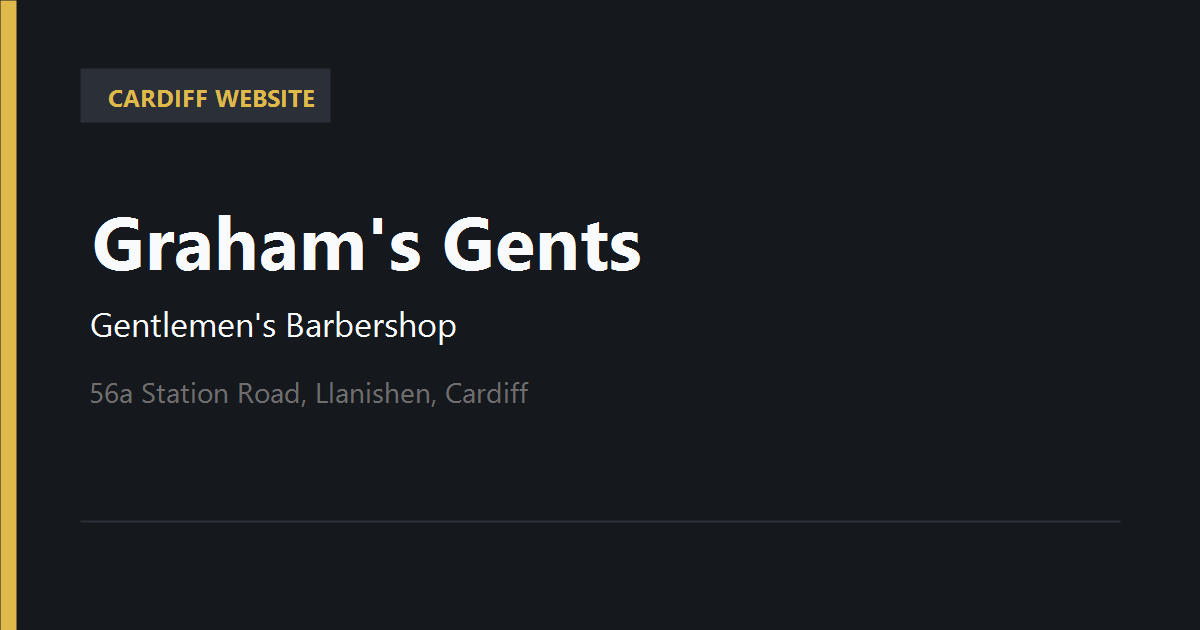 CARDIFF WEBSITE
Graham's Gents
Gentlemen's Barbershop
56a Station Road, Llanishen, Cardiff